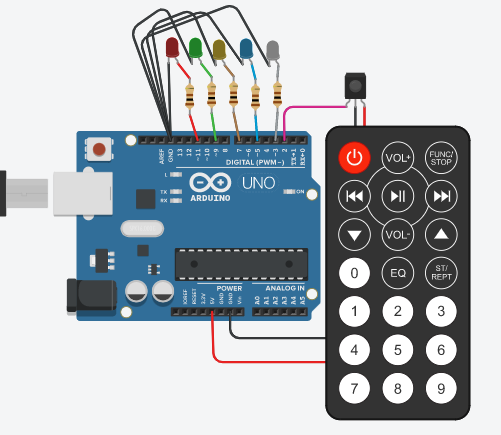 AREF
GND
13
12
~11
~10
~9
8
7
~6
~5
4
~3
2
TX→1
RX←0
DIGITAL (PWM~)
L
TX
RX
UNO
ON
ARDUINO
POWER
ANALOG IN
IOREF
RESET
3.3V
5V
GND
GND
Vin
A0
A1
A2
A3
A4
A5
VOL+
FUNC/
STOP
VOL-
0
EQ
ST/
REPT
1 2 3
4 5 6
7 8 9